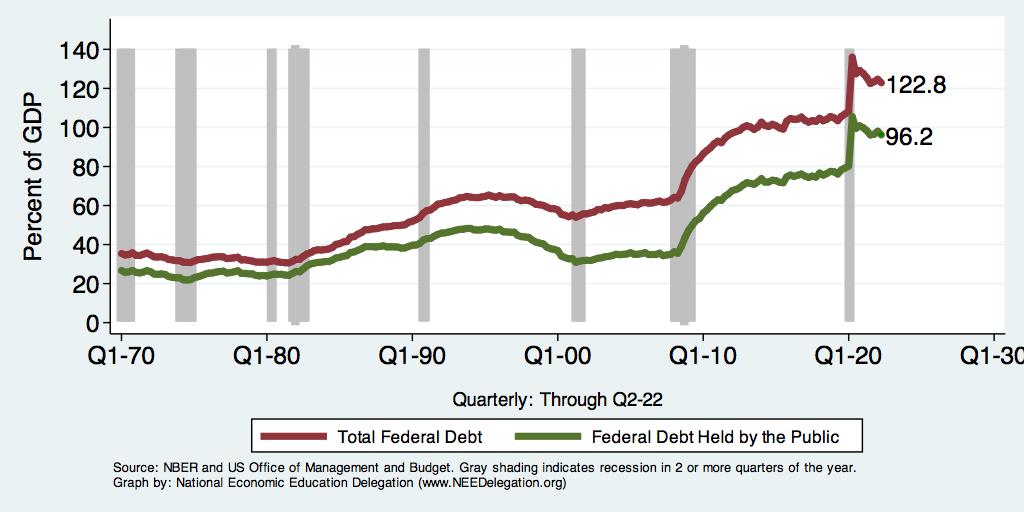 Percent of GDP
140
120
100
80
60
40
20
0
122.8
96.2
Q1-70 Q1-80 Q1-90 Q1-00 Q1-10 Q1-20 Q1-30
Quarterly: Through Q2-22
Total Federal Debt Federal Debt Held by the Public
Source: NBER and US Office of Management and Budget. Gray shading indicates recession in 2 or more quarters of the year.
Graph by: National Economic Education Delegation (www.NEEDelegation.org)